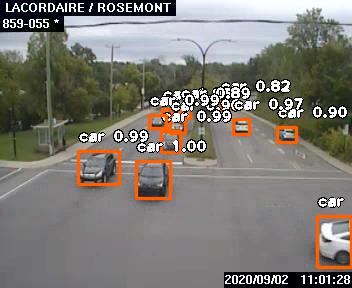 LACORDAIRE / ROSEMONT
859-055 *
car 0.82
car 0.97
car 0.90
car 0.99
car 0.99
car 1.00
car
2020/09/02 11:01:28